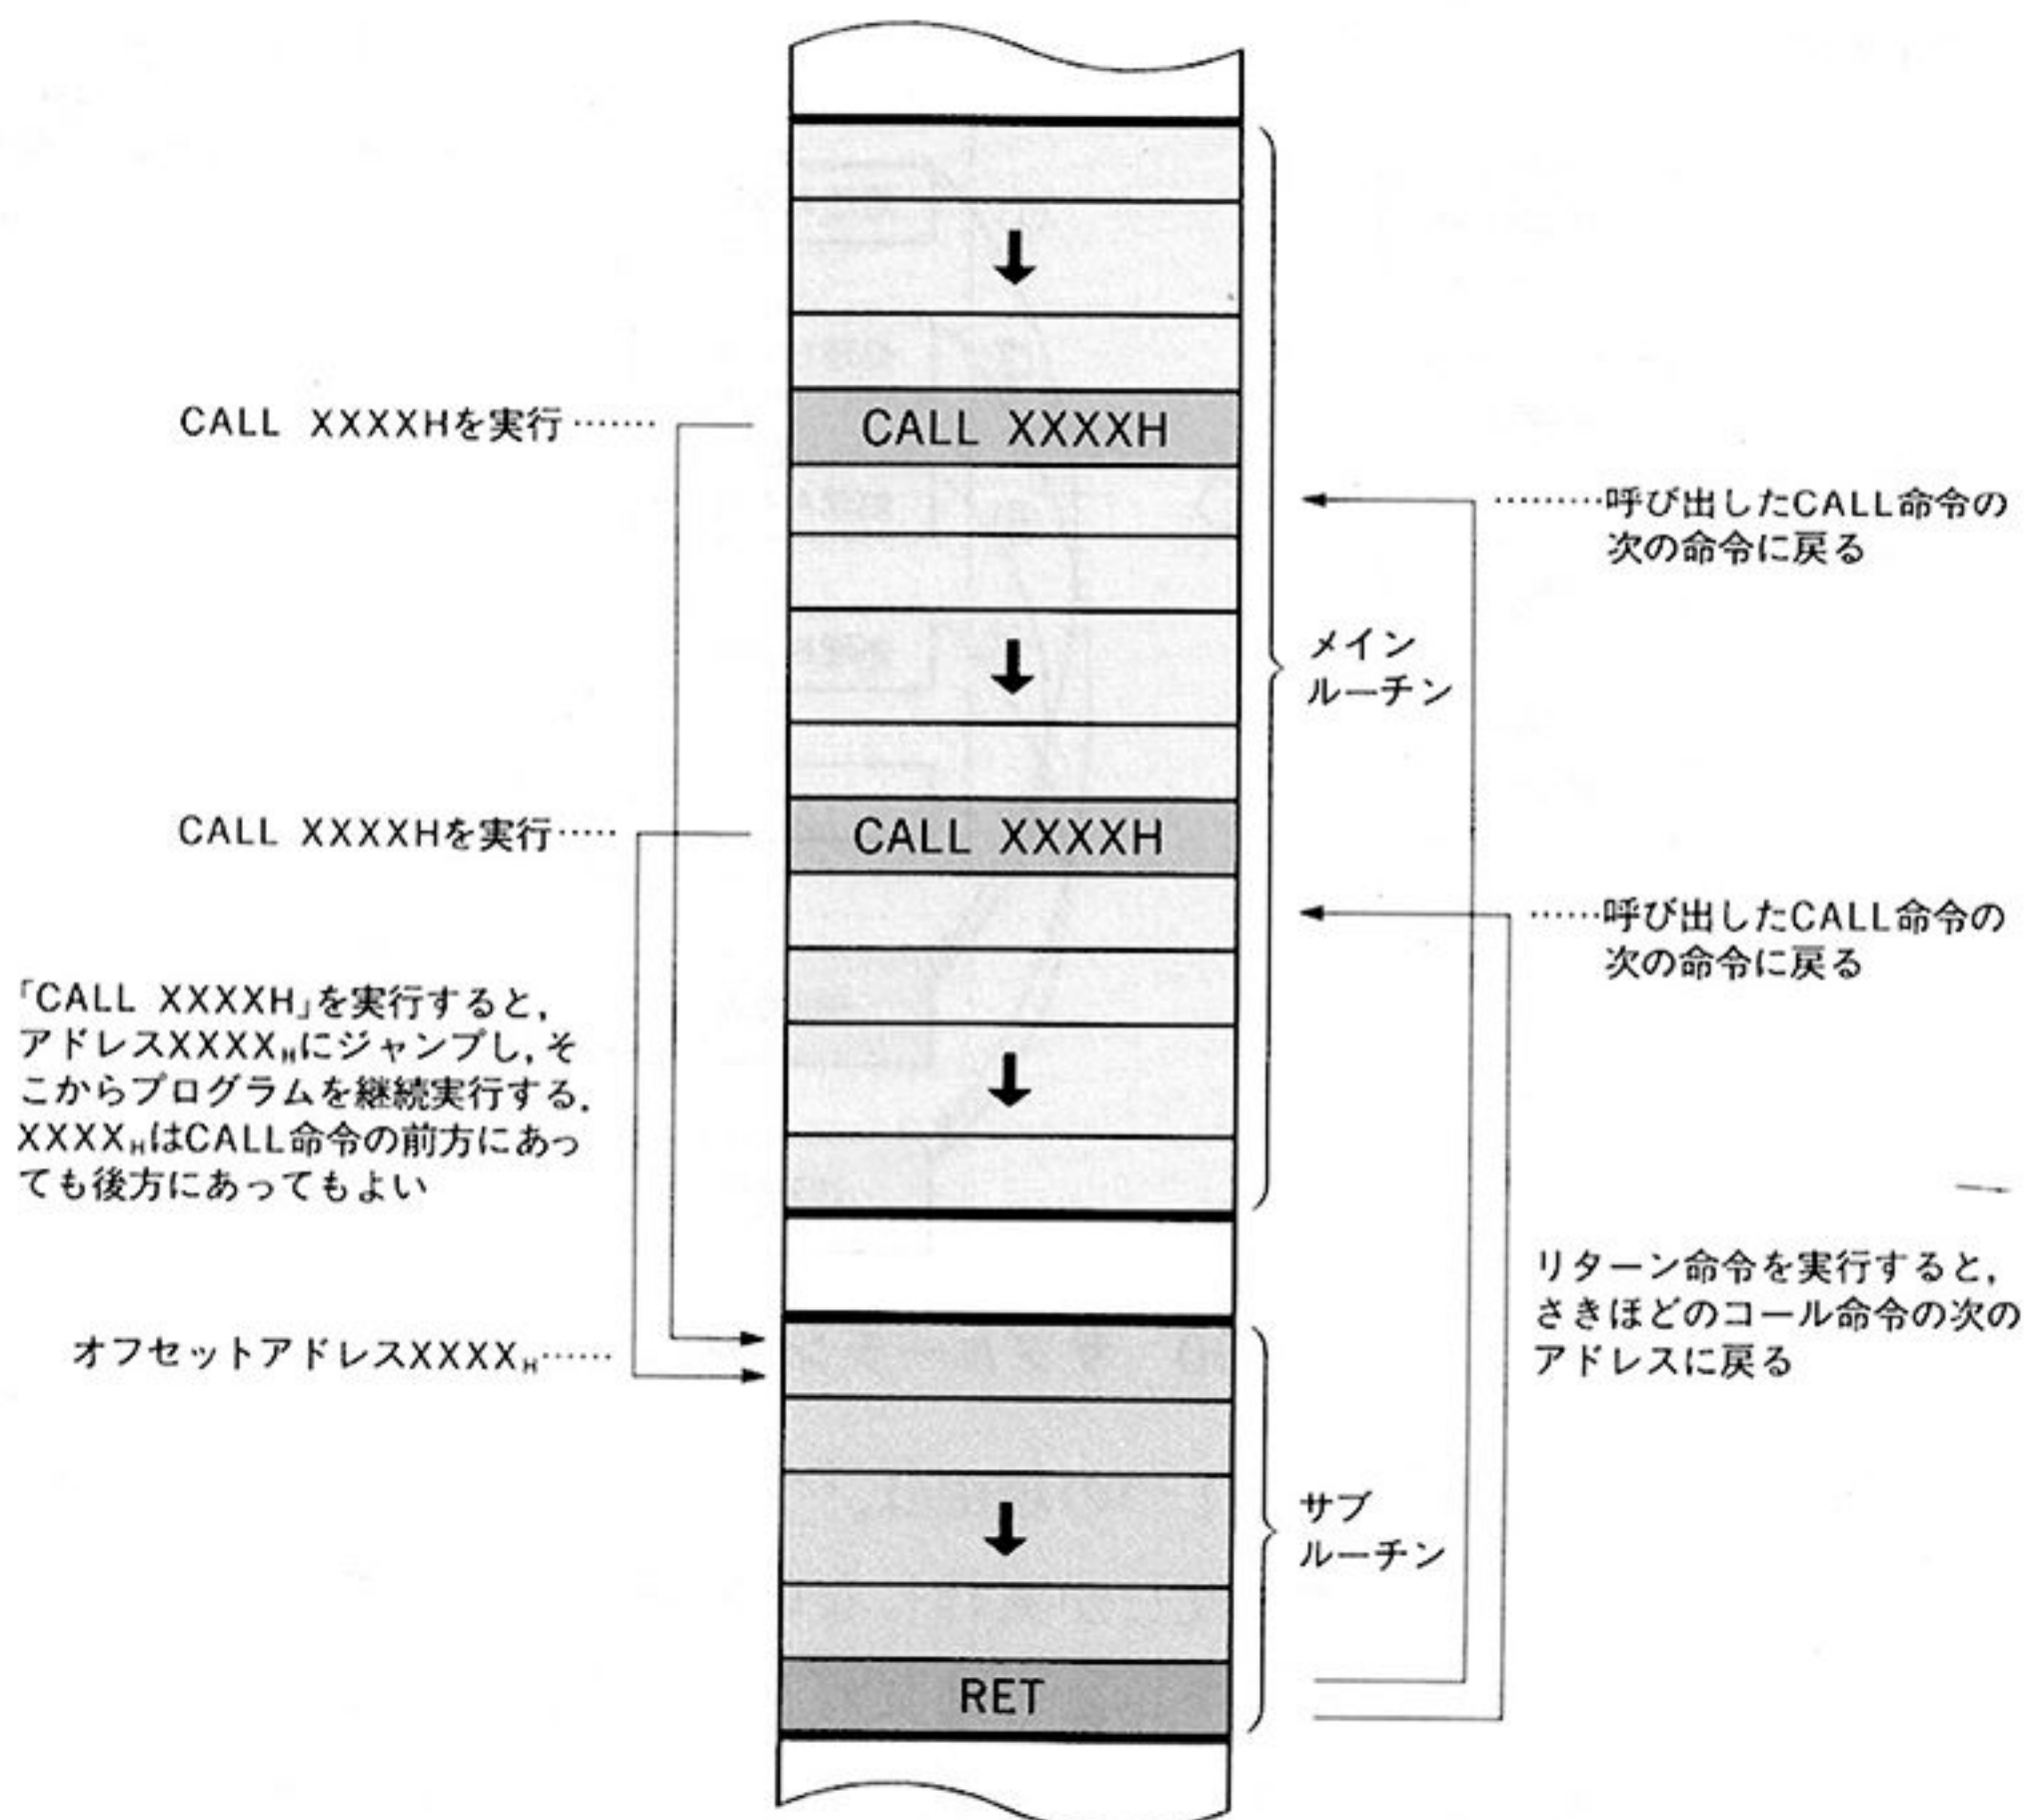 CALL XXXXHを実行……
CALL XXXXH
………呼び出したCALL命令の
次の命令に戻る
メイン
ルーチン
CALL XXXXHを実行……
CALL XXXXH
……呼び出したCALL命令の
次の命令に戻る
「CALL XXXXH」を実行すると,
アドレスXXXXHにジャンプし,そ
こからプログラムを継続実行する.
XXXXHはCALL命令の前方にあっ
ても後方にあってもよい
リターン命令を実行すると,
さきほどのコール命令の次の
アドレスに戻る
オフセットアドレスXXXXH……
サブ
ルーチン
RET